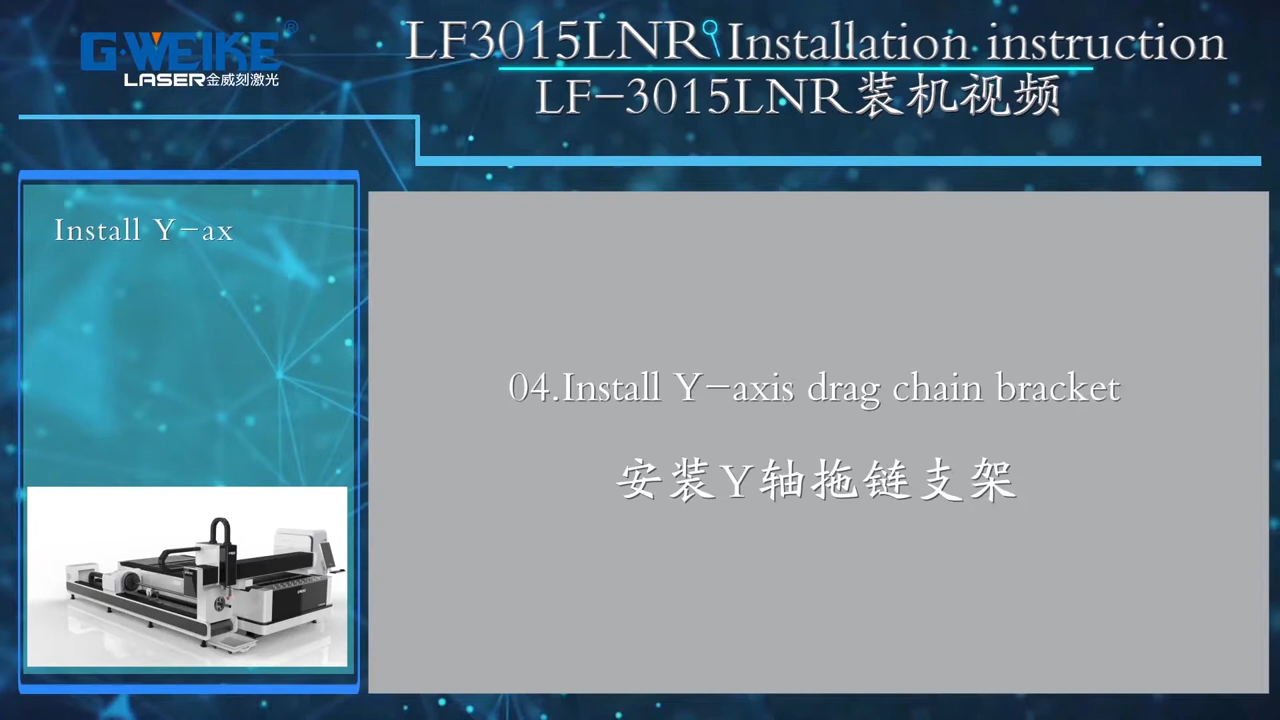 G·WEIKE®
LASER金威刻激光
LF3015LNR Installation instruction
LF-3015LNR装机视频
Install Y-ax
04.Install Y-axis drag chain bracket
安装Y轴拖链支架